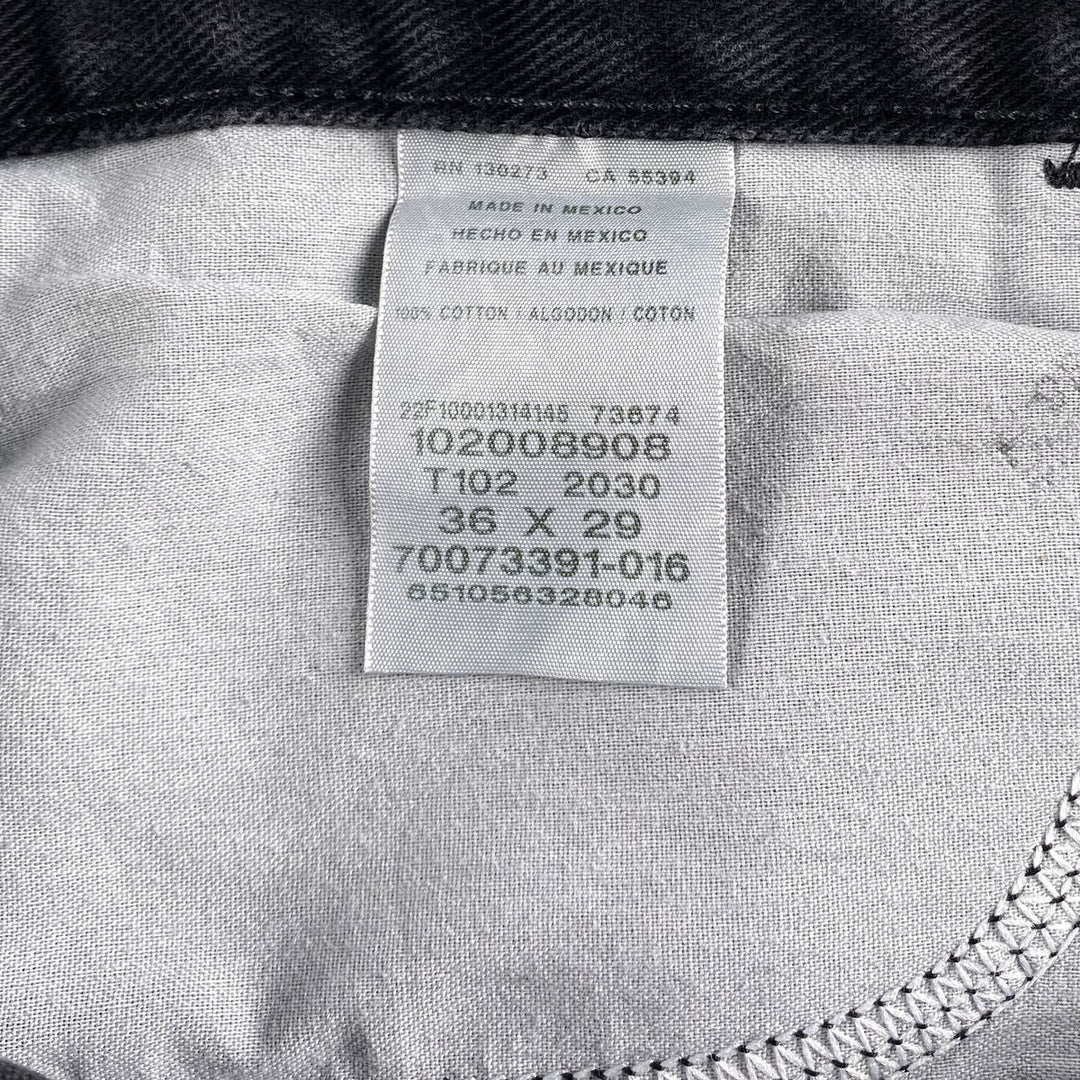 RN 130273 CA 55394
MADE IN MEXICO
HECHO EN MEXICO
FABRIQUE AU MEXIQUE
100% COTTON / ALGODON / COTON
22F10001314145 73674
102008908
T102 2030
36 X 29
70073391-016
651056328046